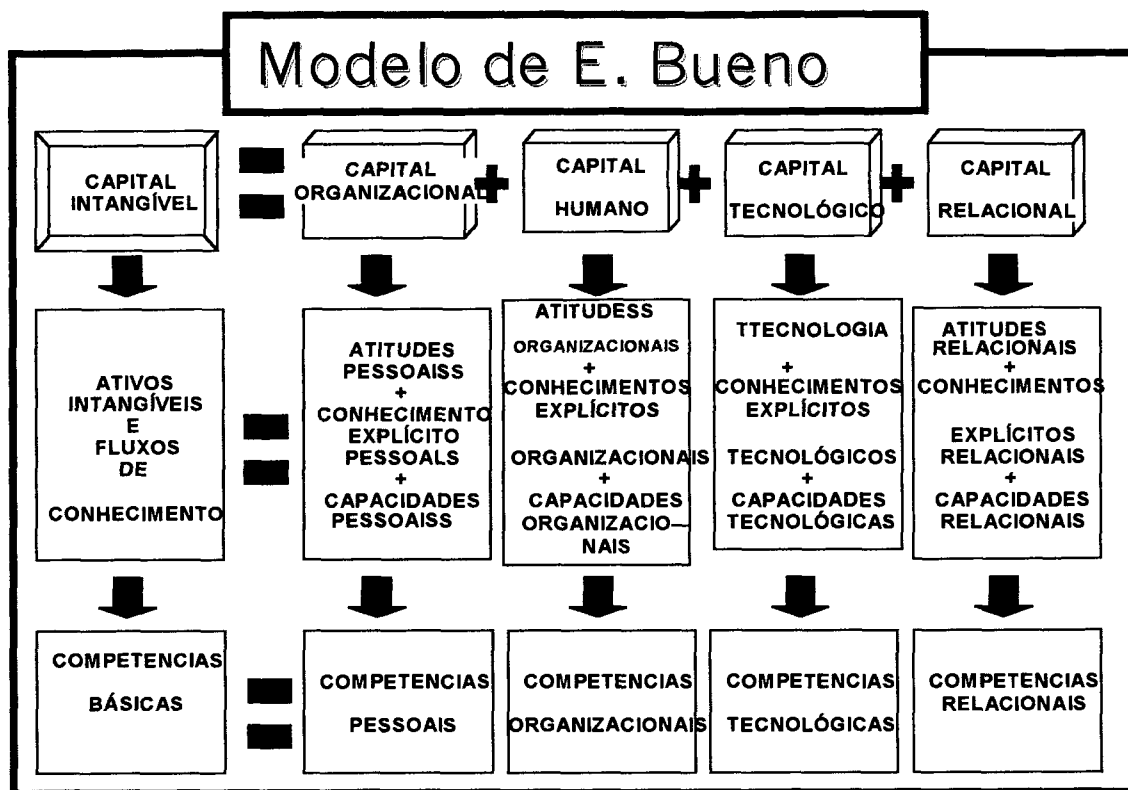 Modelo de E. Bueno
CAPITAL
INTANGÍVEL
CAPITAL
ORGANIZACIONAL
+
CAPITAL
HUMANO
+
CAPITAL
TECNOLÓGICO
+
CAPITAL
RELACIONAL
ATIVOS
INTANGÍVEIS
E
FLUXOS
DE
CONHECIMENTO
ATITUDES
PESSOAISS
+
CONHECIMENTO
EXPLÍCITO
PESSOALS
+
CAPACIDADES
PESSOAISS
ATITUDESS
ORGANIZACIONAIS
+
CONHECIMENTOS
EXPLÍCITOS
ORGANIZACIONAIS
+
CAPACIDADES
ORGANIZACIO—
NAIS
TTECNOLOGIA
+
CONHECIMENTOS
EXPLÍCITOS
TECNOLÓGICOS
+
CAPACIDADES
TECNOLÓGICAS
ATITUDES
RELACIONAIS
+
CONHECIMENTOS
EXPLÍCITOS
RELACIONAIS
+
CAPACIDADES
RELACIONAIS
COMPETENCIAS
BÁSICAS
COMPETENCIAS
PESSOAIS
COMPETENCIAS
ORGANIZACIONAIS
COMPETENCIAS
TECNOLÓGICAS
COMPETENCIAS
RELACIONAIS